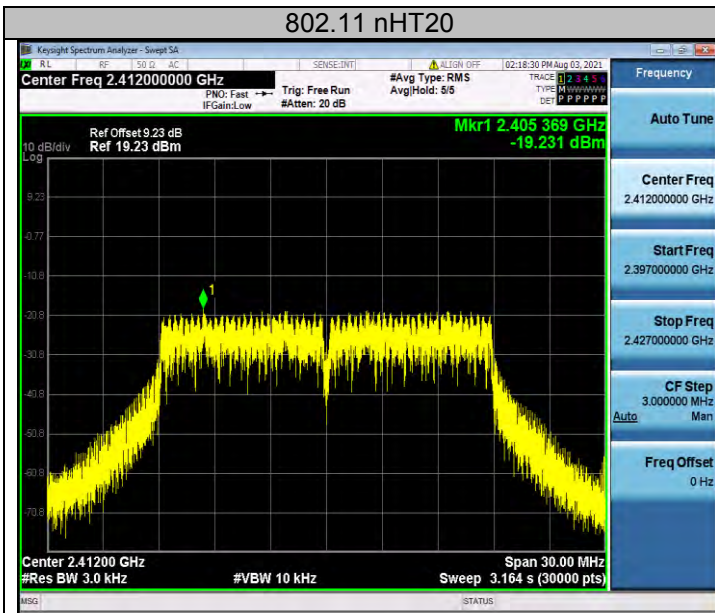 802.11 nHT20
Keysight Spectrum Analyzer - Swept SA
RL RF 50 Ω AC SENSE:INT ALIGN OFF 02:18:30 PM Aug 03, 2021
Center Freq 2.412000000 GHz
PNO: Fast
IFGain:Low
Trig: Free Run
#Atten: 20 dB
#Avg Type: RMS
Avg|Hold: 5/5
TRACE 1 2 3 4 5 6
TYPE M WWWWW
DET P P P P P P
Frequency
Auto Tune
Center Freq
2.412000000 GHz
Start Freq
2.397000000 GHz
Stop Freq
2.427000000 GHz
CF Step
3.000000 MHz
Auto Man
Freq Offset
0 Hz
Ref Offset 9.23 dB
10 dB/div Ref 19.23 dBm
Log
Mkr1 2.405 369 GHz
-19.231 dBm
9.23
-0.77
-10.8
-20.8
-30.8
-40.8
-50.8
-60.8
-70.8
1
Center 2.41200 GHz Span 30.00 MHz
#Res BW 3.0 kHz #VBW 10 kHz Sweep 3.164 s (30000 pts)
MSG STATUS